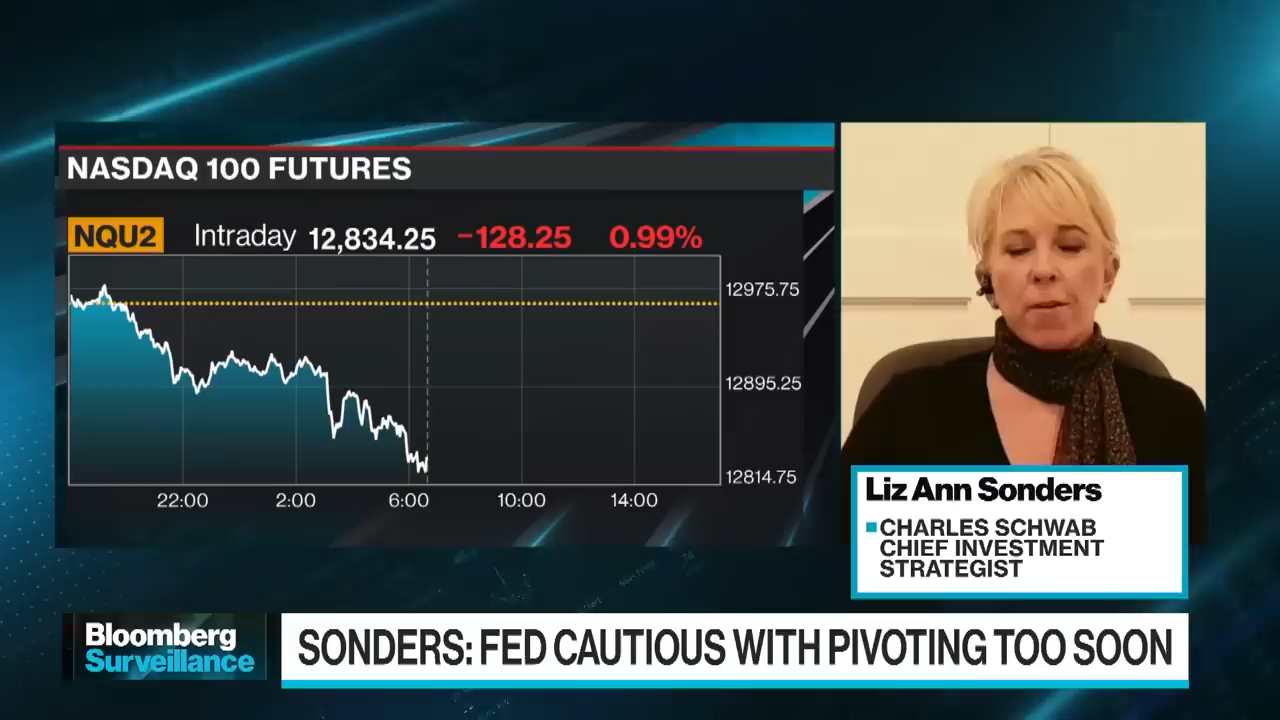 NASDAQ 100 FUTURES
NQU2 Intraday 12,834.25 −128.25 0.99%
12975.75
12895.25
12814.75
22:00 2:00 6:00 10:00 14:00
Liz Ann Sonders
CHARLES SCHWAB
CHIEF INVESTMENT
STRATEGIST
Bloomberg
Surveillance
SONDERS: FED CAUTIOUS WITH PIVOTING TOO SOON